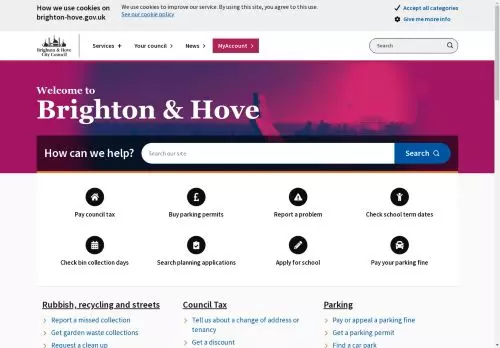 How we use cookies on
brighton-hove.gov.uk
We use cookies to improve our service. By using this site, you agree to this use.
See our cookie policy
Accept all categories
Give me more info
Brighton & Hove
City Council
Services +
Your council >
News >
MyAccount >
Search
Welcome to
Brighton & Hove
How can we help?
Search our site
Search
Pay council tax
Buy parking permits
Report a problem
Check school term dates
Check bin collection days
Search planning applications
Apply for school
Pay your parking fine
Rubbish, recycling and streets
Report a missed collection
Get garden waste collections
Request a clean up
Council Tax
Tell us about a change of address or
tenancy
Get a discount
Parking
Pay or appeal a parking fine
Get a parking permit
Find a car park